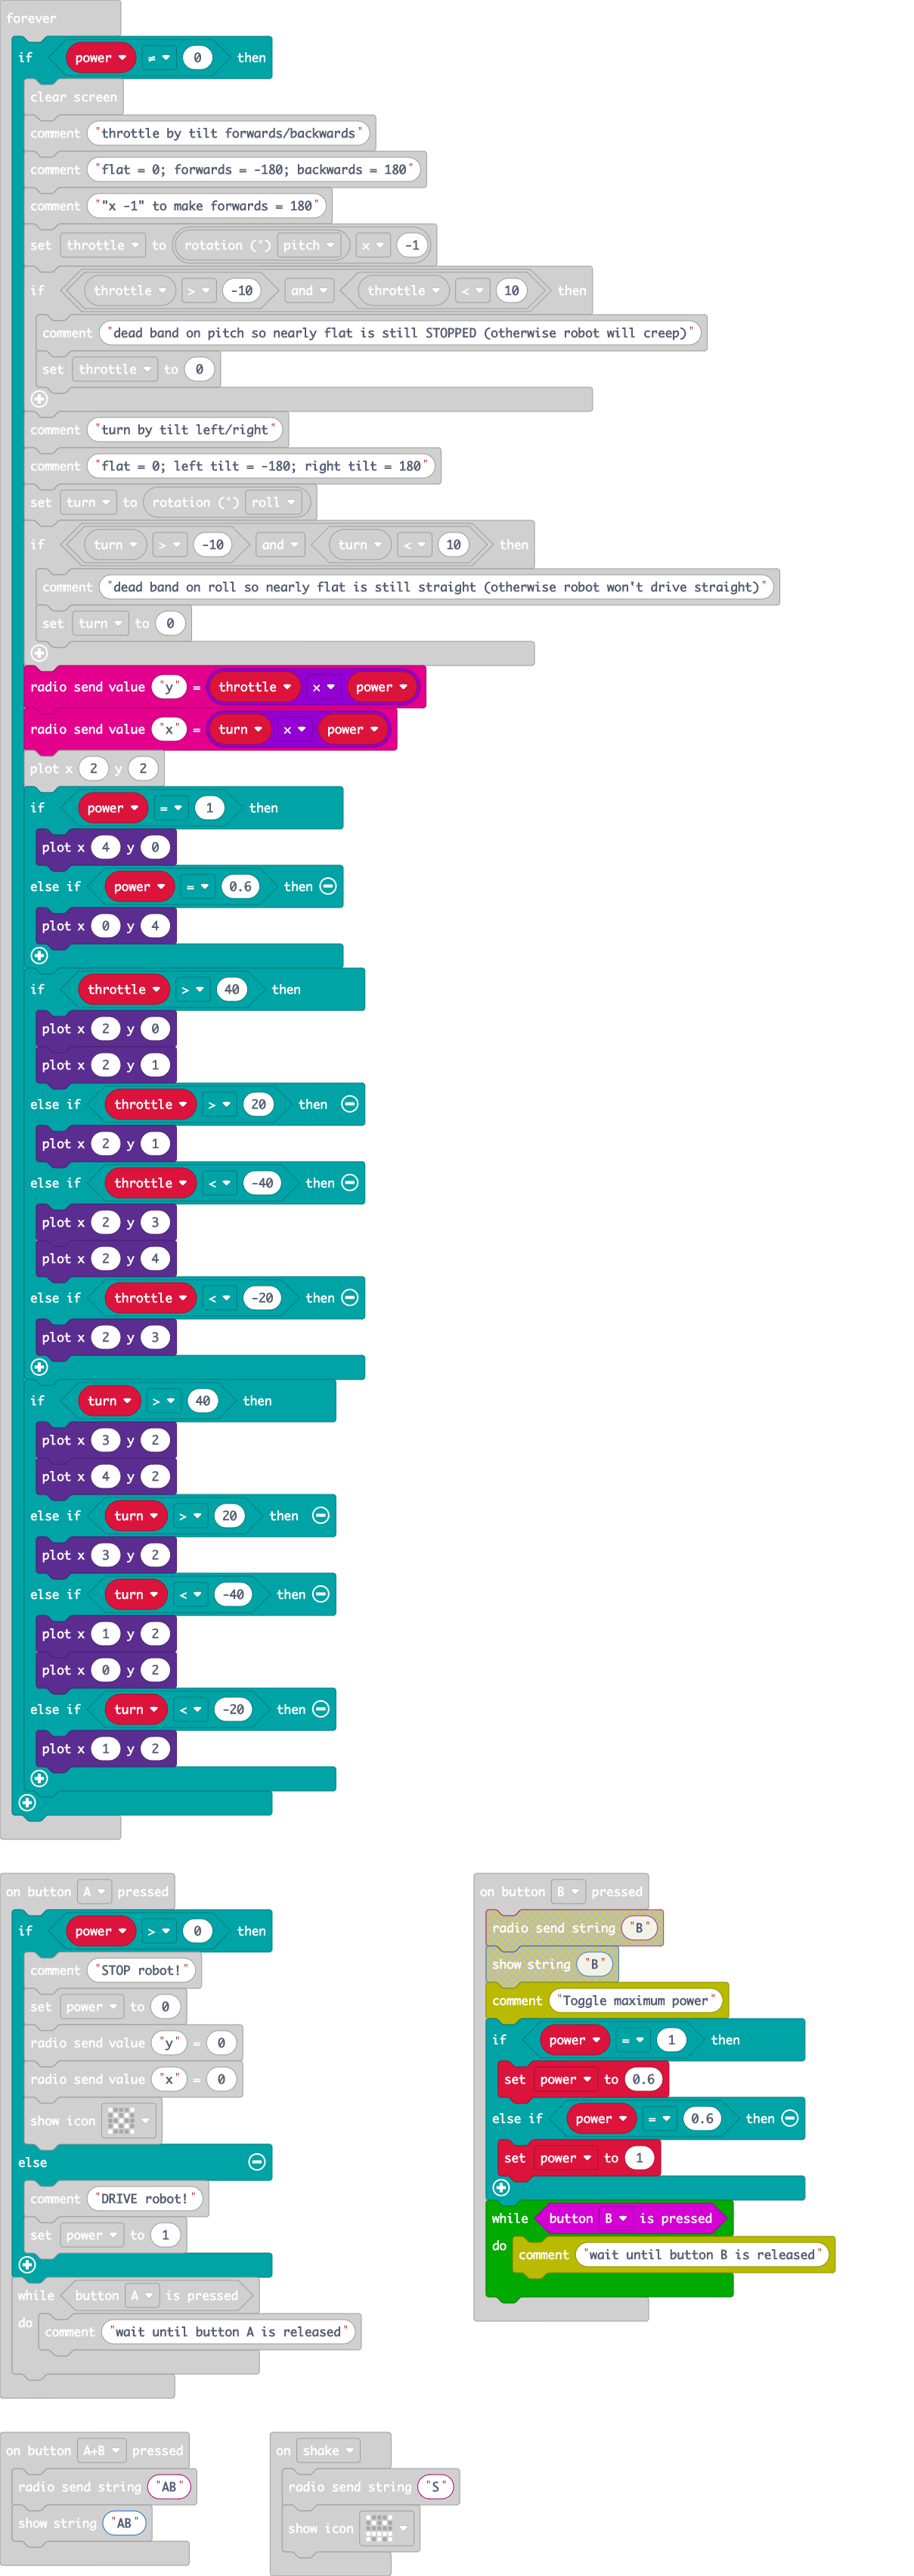 forever
if power ≠ 0 then
clear screen
comment "throttle by tilt forwards/backwards"
comment "flat = 0; forwards = -180; backwards = 180"
comment ""x -1" to make forwards = 180"
set throttle to rotation (°) pitch × -1
if throttle > -10 and throttle < 10 then
comment "dead band on pitch so nearly flat is still STOPPED (otherwise robot will creep)"
set throttle to 0
comment "turn by tilt left/right"
comment "flat = 0; left tilt = -180; right tilt = 180"
set turn to rotation (°) roll
if turn > -10 and turn < 10 then
comment "dead band on roll so nearly flat is still straight (otherwise robot won't drive straight)"
set turn to 0
radio send value "y" = throttle × power
radio send value "x" = turn × power
plot x 2 y 2
if power = 1 then
plot x 4 y 0
else if power = 0.6 then
plot x 0 y 4
if throttle > 40 then
plot x 2 y 0
plot x 2 y 1
else if throttle > 20 then
plot x 2 y 1
else if throttle < -40 then
plot x 2 y 3
plot x 2 y 4
else if throttle < -20 then
plot x 2 y 3
if turn > 40 then
plot x 3 y 2
plot x 4 y 2
else if turn > 20 then
plot x 3 y 2
else if turn < -40 then
plot x 1 y 2
plot x 0 y 2
else if turn < -20 then
plot x 1 y 2
on button A pressed
if power > 0 then
comment "STOP robot!"
set power to 0
radio send value "y" = 0
radio send value "x" = 0
show icon
else
comment "DRIVE robot!"
set power to 1
while button A is pressed
do comment "wait until button A is released"
on button B pressed
radio send string "B"
show string "B"
comment "Toggle maximum power"
if power = 1 then
set power to 0.6
else if power = 0.6 then
set power to 1
while button B is pressed
do comment "wait until button B is released"
on button A+B pressed
radio send string "AB"
show string "AB"
on shake
radio send string "S"
show icon